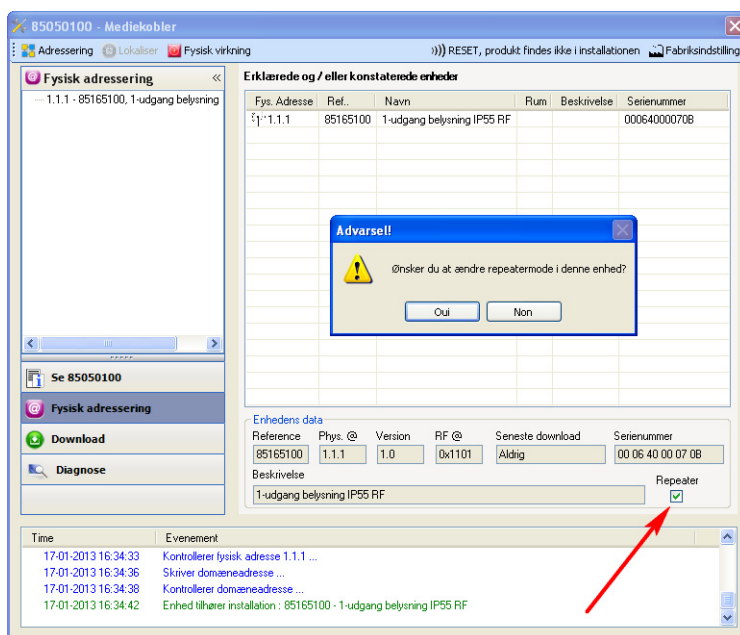 85050100 - Mediekobler
Adressering Lokaliser Fysisk virkning ))) RESET, produkt findes ikke i installationen Fabriksindstilling
Fysisk adressering «
1.1.1 - 85165100, 1-udgang belysning
Erklærede og / eller konstaterede enheder
Fys. Adresse Ref.. Navn Rum Beskrivelse Serienummer
1.1.1 85165100 1-udgang belysning IP55 RF 00064000070B
Advarsel!
Ønsker du at ændre repeatermode i denne enhed?
Oui Non
Se 85050100
Fysisk adressering
Download
Diagnose
Enhedens data
Reference Phys. @ Version RF @ Seneste download Serienummer
85165100 1.1.1 1.0 0x1101 Aldrig 00 06 40 00 07 0B
Beskrivelse Repeater
1-udgang belysning IP55 RF
Time Evenement
17-01-2013 16:34:33 Kontrollerer fysisk adresse 1.1.1 ...
17-01-2013 16:34:36 Skriver domæneadresse ...
17-01-2013 16:34:38 Kontrollerer domæneadresse ...
17-01-2013 16:34:42 Enhed tilhører installation : 85165100 - 1-udgang belysning IP55 RF